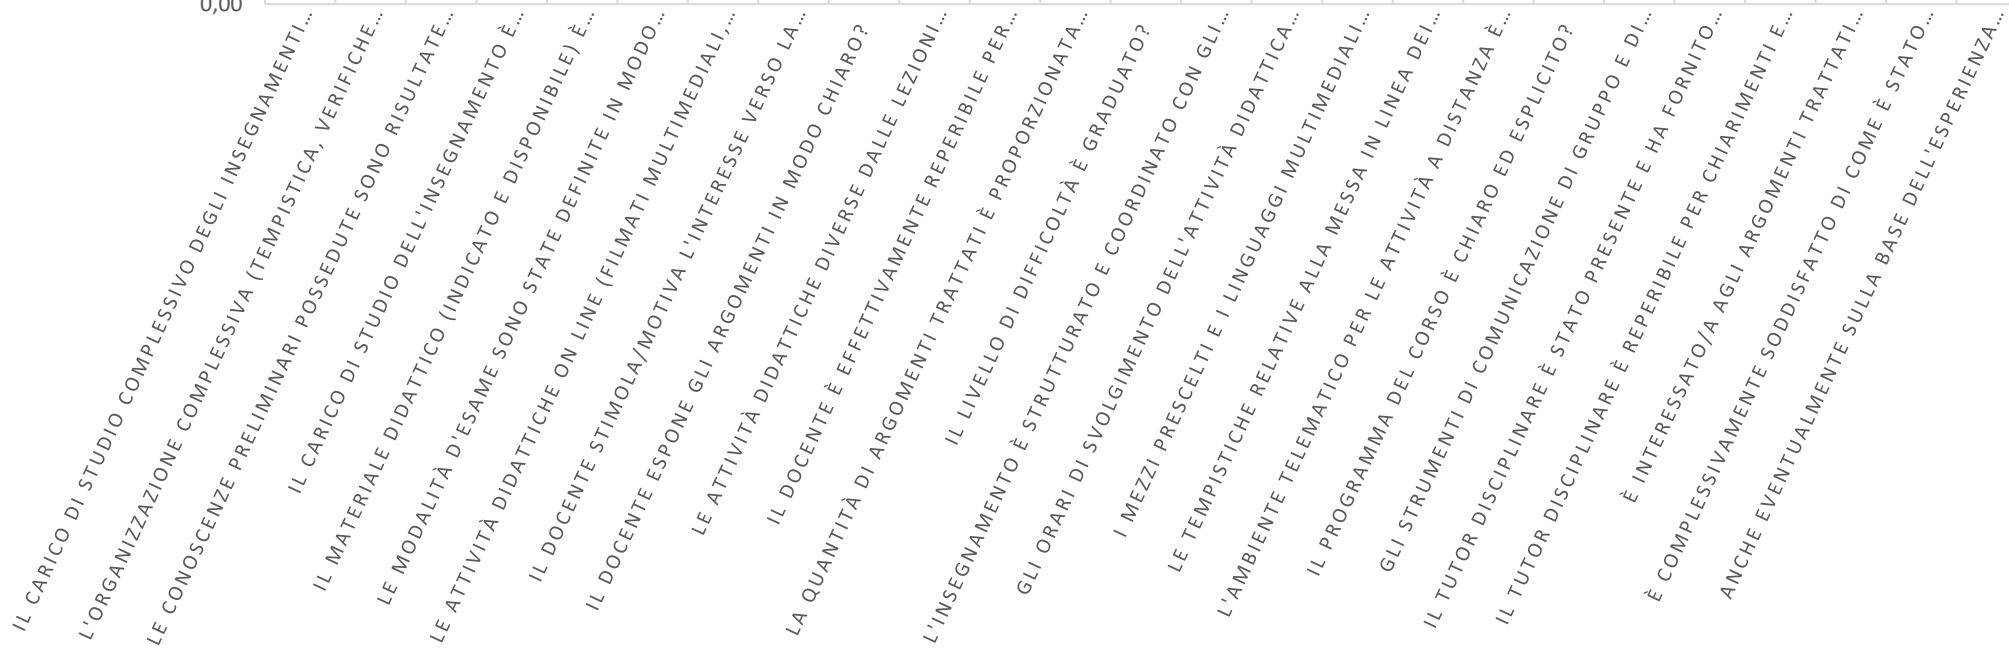 0,00
IL CARICO DI STUDIO COMPLESSIVO DEGLI INSEGNAMENTI…
L'ORGANIZZAZIONE COMPLESSIVA (TEMPISTICA, VERIFICHE…
LE CONOSCENZE PRELIMINARI POSSEDUTE SONO RISULTATE…
IL CARICO DI STUDIO DELL'INSEGNAMENTO È…
IL MATERIALE DIDATTICO (INDICATO E DISPONIBILE) È…
LE MODALITÀ D'ESAME SONO STATE DEFINITE IN MODO…
LE ATTIVITÀ DIDATTICHE ON LINE (FILMATI MULTIMEDIALI,…
IL DOCENTE STIMOLA/MOTIVA L'INTERESSE VERSO LA…
IL DOCENTE ESPONE GLI ARGOMENTI IN MODO CHIARO?
LE ATTIVITÀ DIDATTICHE DIVERSE DALLE LEZIONI…
IL DOCENTE È EFFETTIVAMENTE REPERIBILE PER…
LA QUANTITÀ DI ARGOMENTI TRATTATI È PROPORZIONATA…
IL LIVELLO DI DIFFICOLTÀ È GRADUATO?
L'INSEGNAMENTO È STRUTTURATO E COORDINATO CON GLI…
GLI ORARI DI SVOLGIMENTO DELL'ATTIVITÀ DIDATTICA…
I MEZZI PRESCELTI E I LINGUAGGI MULTIMEDIALI…
LE TEMPISTICHE RELATIVE ALLA MESSA IN LINEA DEI…
L'AMBIENTE TELEMATICO PER LE ATTIVITÀ A DISTANZA È…
IL PROGRAMMA DEL CORSO È CHIARO ED ESPLICITO?
GLI STRUMENTI DI COMUNICAZIONE DI GRUPPO E DI…
IL TUTOR DISCIPLINARE È STATO PRESENTE E HA FORNITO…
IL TUTOR DISCIPLINARE È REPERIBILE PER CHIARIMENTI E…
È INTERESSATO/A AGLI ARGOMENTI TRATTATI…
È COMPLESSIVAMENTE SODDISFATTO DI COME È STATO…
ANCHE EVENTUALMENTE SULLA BASE DELL'ESPERIENZA…